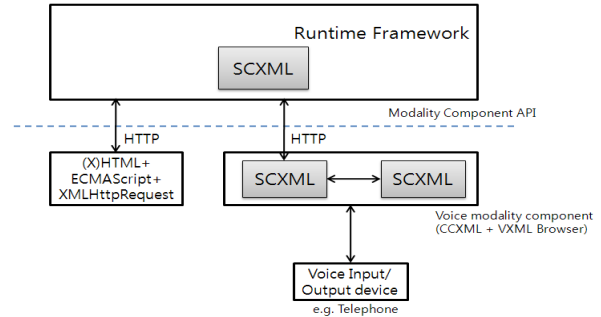 Runtime Framework
SCXML
Modality Component API
HTTP
HTTP
(X)HTML+
ECMAScript+
XMLHttpRequest
SCXML
SCXML
Voice modality component
(CCXML + VXML Browser)
Voice Input/
Output device
e.g. Telephone